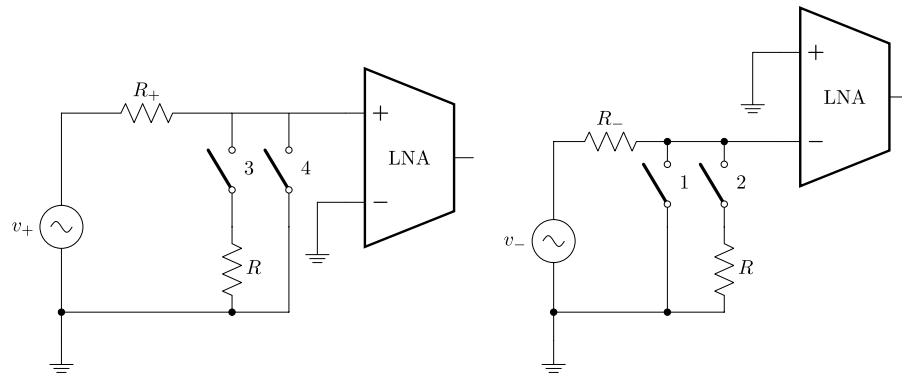 R₊
+
3
4
LNA
−
v₊
R
+
LNA
−
R₋
1
2
v₋
R